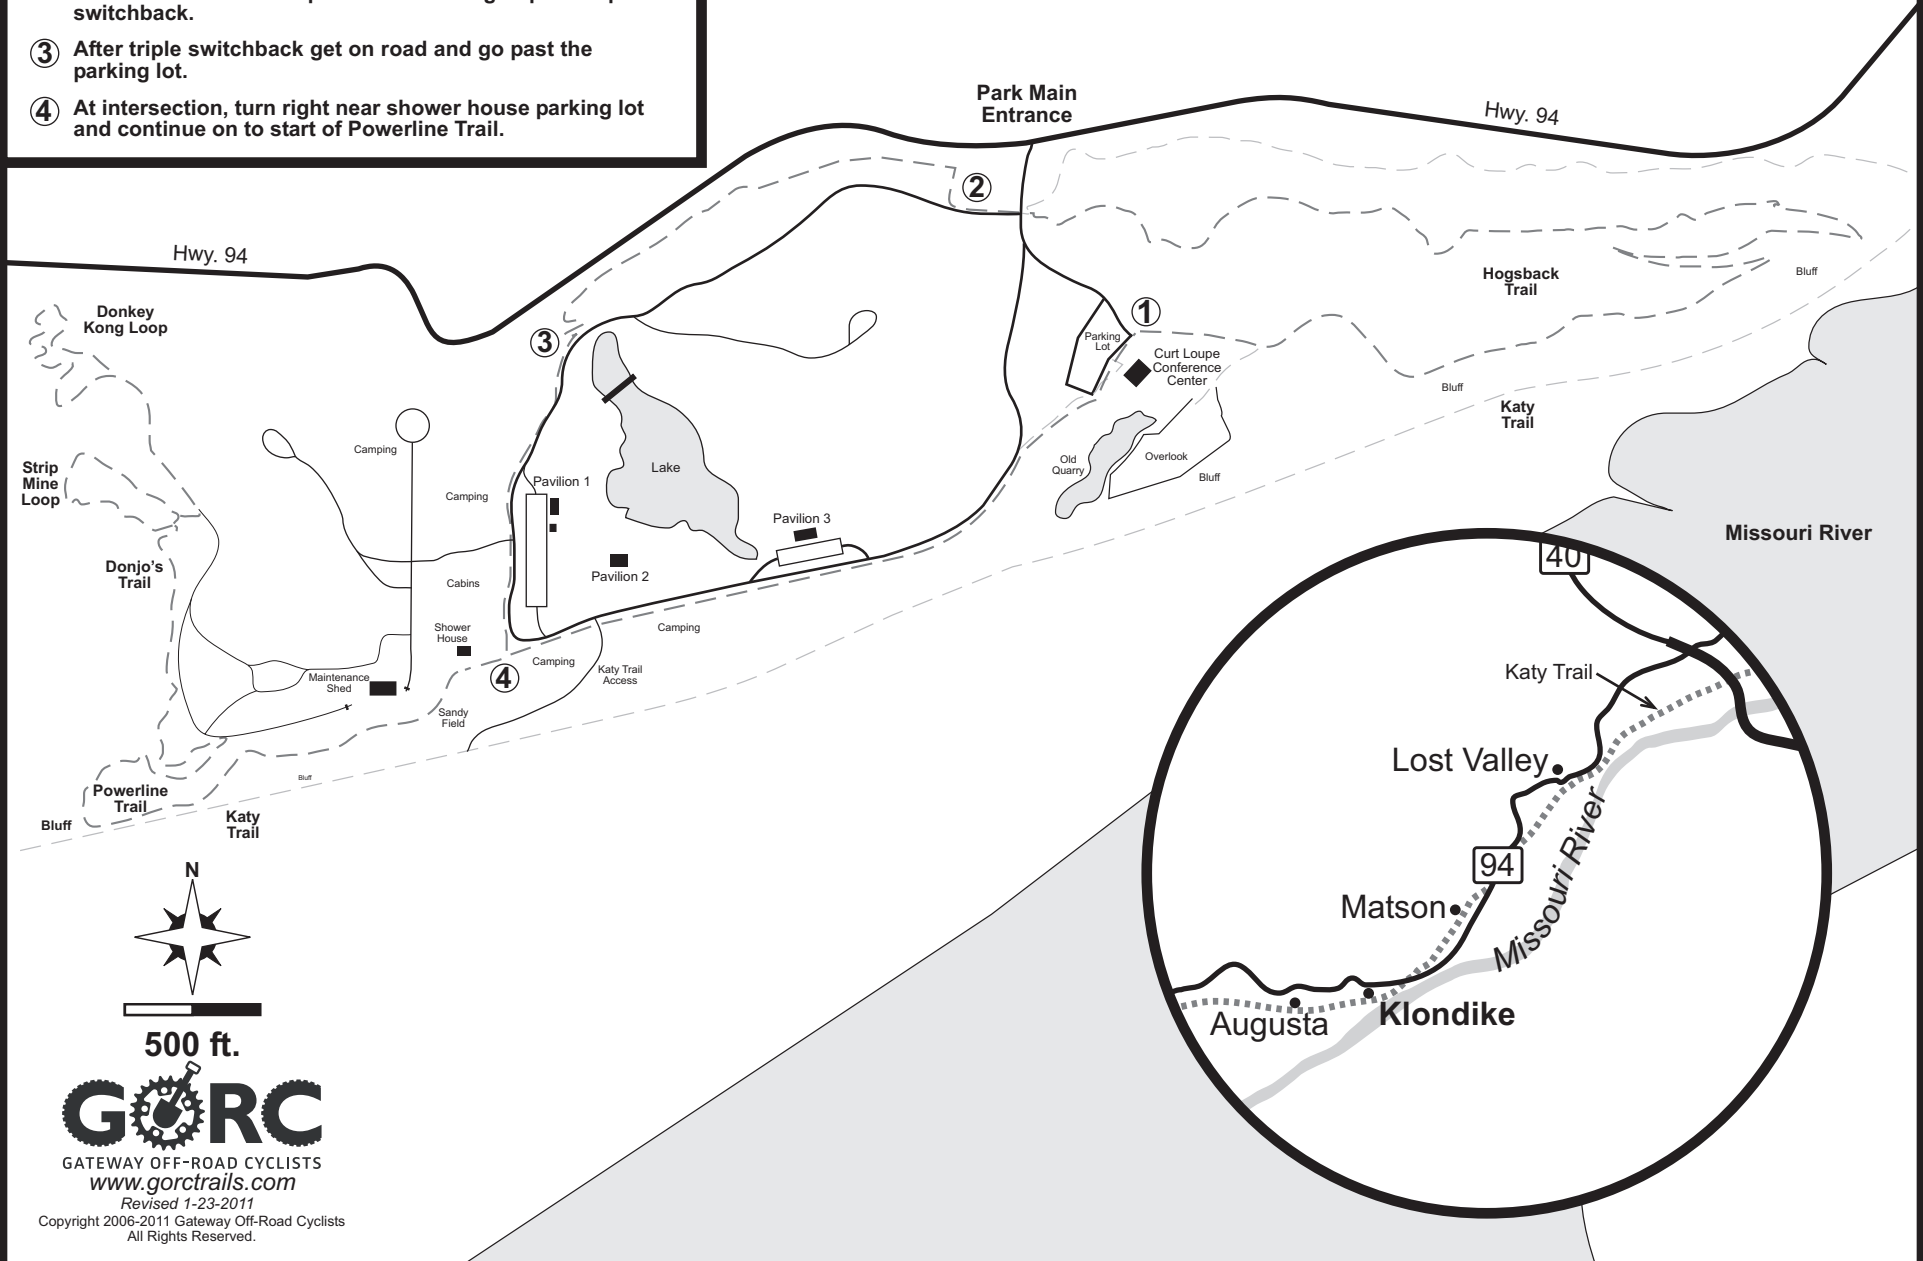 switchback.
3 After triple switchback get on road and go past the
parking lot.
4 At intersection, turn right near shower house parking lot
and continue on to start of Powerline Trail.
Park Main
Entrance
Hwy. 94
2
Hwy. 94
Hogsback
Trail
Bluff
Donkey
Kong Loop
1
3
Parking
Lot
Curt Loupe
Conference
Center
Bluff
Katy
Trail
Camping
Strip
Mine
Loop
Camping
Pavilion 1
Lake
Old
Quarry
Overlook
Bluff
Pavilion 3
Missouri River
Donjo's
Trail
Cabins
Pavilion 2
Shower
House
Camping
Camping
Katy Trail
Access
4
Maintenance
Shed
Sandy
Field
Bluff
Powerline
Trail
Bluff
Katy
Trail
40
Katy Trail
Lost Valley
94
Missouri River
Matson
Augusta
Klondike
N
500 ft.
GORC
GATEWAY OFF-ROAD CYCLISTS
www.gorctrails.com
Revised 1-23-2011
Copyright 2006-2011 Gateway Off-Road Cyclists
All Rights Reserved.